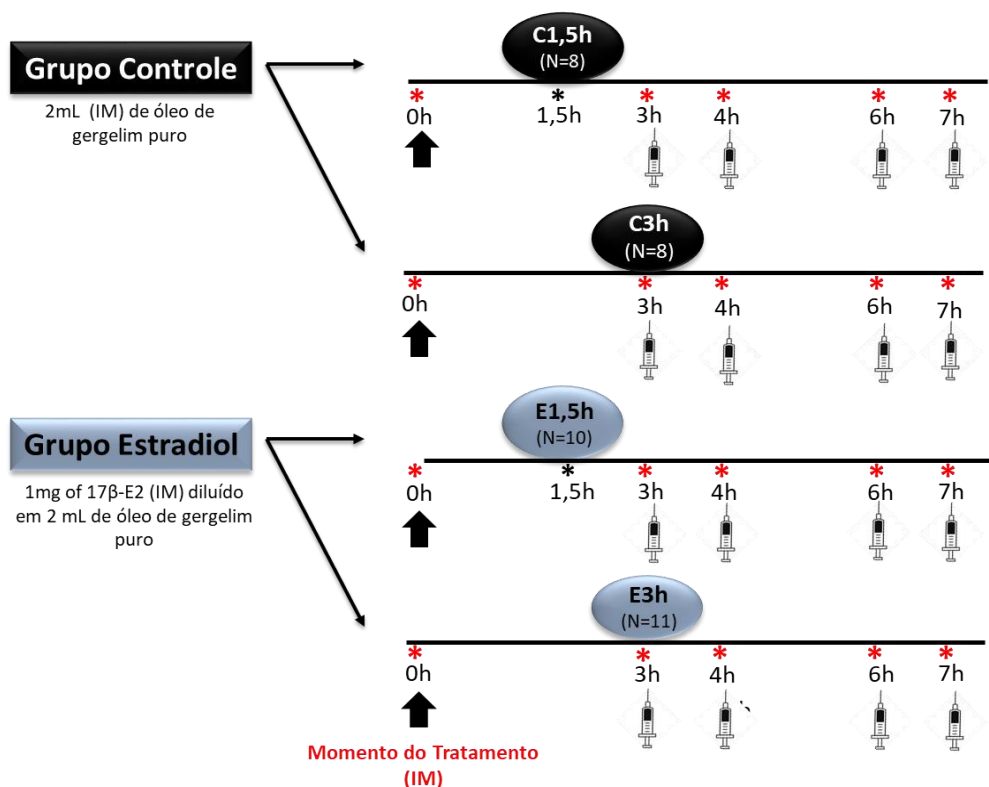 Grupo Controle
2mL (IM) de óleo de
gergelim puro
C1,5h
(N=8)
* * * * * *
0h 1,5h 3h 4h 6h 7h
C3h
(N=8)
* * * * *
0h 3h 4h 6h 7h
Grupo Estradiol
1mg of 17β-E2 (IM) diluído
em 2 mL de óleo de gergelim
puro
E1,5h
(N=10)
* * * * * *
0h 1,5h 3h 4h 6h 7h
E3h
(N=11)
* * * * *
0h 3h 4h 6h 7h
Momento do Tratamento
(IM)